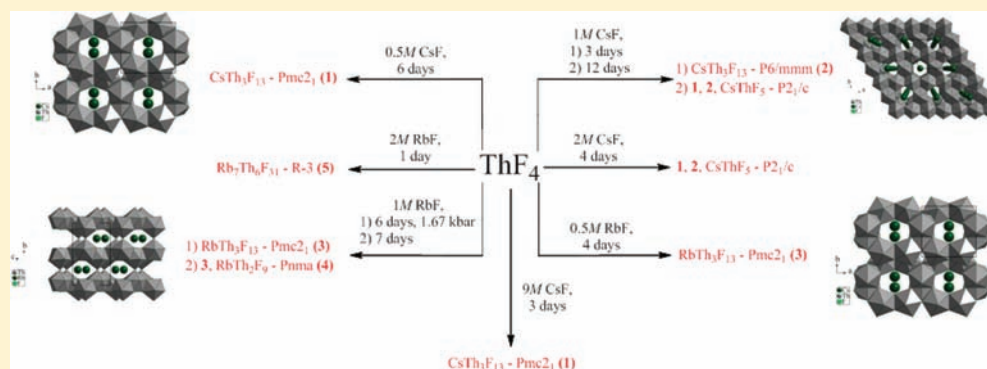 0.5M CsF,
6 days
CsTh₃F₁₃ - Pmc2₁ (1)
1M CsF,
1) 3 days
2) 12 days
1) CsTh₃F₁₃ - P6/mmm (2)
2) 1, 2, CsThF₅ - P2₁/c
2M RbF,
1 day
Rb₇Th₆F₃₁ - R-3 (5)
ThF₄
2M CsF,
4 days
1, 2, CsThF₅ - P2₁/c
1M RbF,
1) 6 days, 1.67 kbar
2) 7 days
1) RbTh₃F₁₃ - Pmc2₁ (3)
2) 3, RbTh₂F₉ - Pnma (4)
0.5M RbF,
4 days
RbTh₃F₁₃ - Pmc2₁ (3)
9M CsF,
3 days
CsTh₃F₁₃ - Pmc2₁ (1)